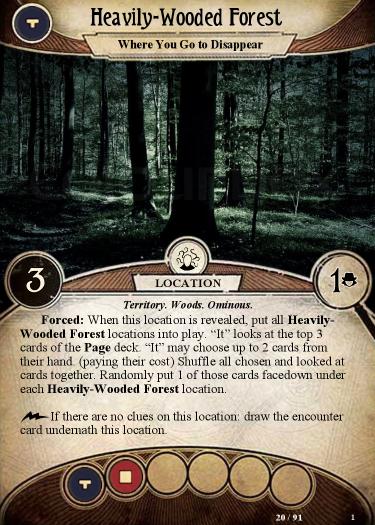 Heavily-Wooded Forest
Where You Go to Disappear
3
1
LOCATION
Territory. Woods. Ominous.
Forced: When this location is revealed, put all Heavily-
Wooded Forest locations into play. “It” looks at the top 3
cards of the Page deck. “It” may choose up to 2 cards from
their hand. (paying their cost) Shuffle all chosen and looked at
cards together. Randomly put 1 of those cards facedown under
each Heavily-Wooded Forest location.
If there are no clues on this location: draw the encounter
card underneath this location.
20 / 91
1